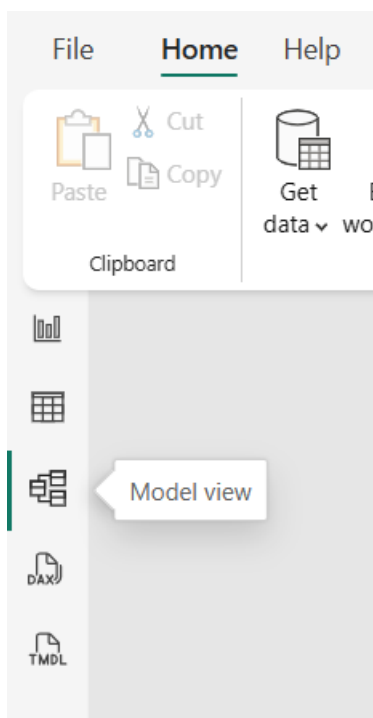 File Home Help
Cut
Copy
Paste
Get
data
Clipboard
Model view
DAX
TMDL